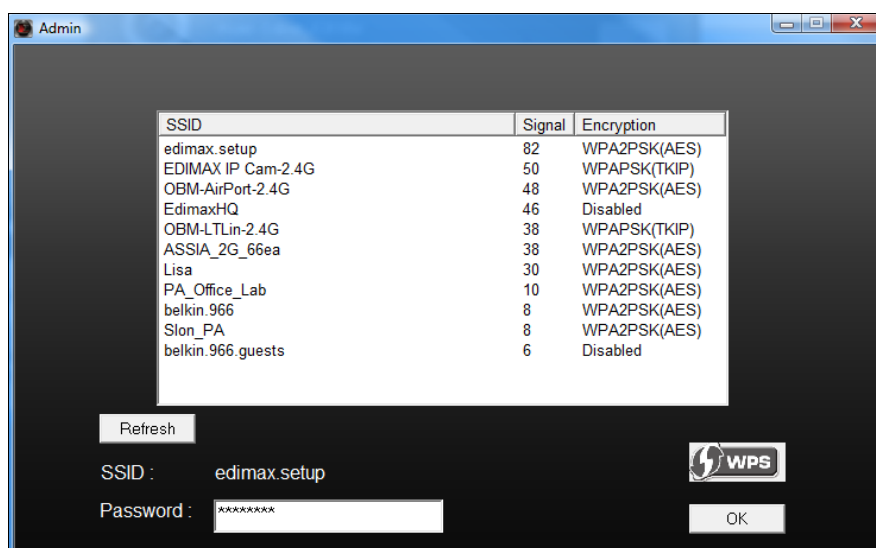 Admin
SSID Signal Encryption
edimax.setup 82 WPA2PSK(AES)
EDIMAX IP Cam-2.4G 50 WPAPSK(TKIP)
OBM-AirPort-2.4G 48 WPA2PSK(AES)
EdimaxHQ 46 Disabled
OBM-LTLin-2.4G 38 WPAPSK(TKIP)
ASSIA_2G_66ea 38 WPA2PSK(AES)
Lisa 30 WPA2PSK(AES)
PA_Office_Lab 10 WPA2PSK(AES)
belkin.966 8 WPA2PSK(AES)
Slon_PA 8 WPA2PSK(AES)
belkin.966.guests 6 Disabled
Refresh
WPS
SSID : edimax.setup
Password : ********
OK